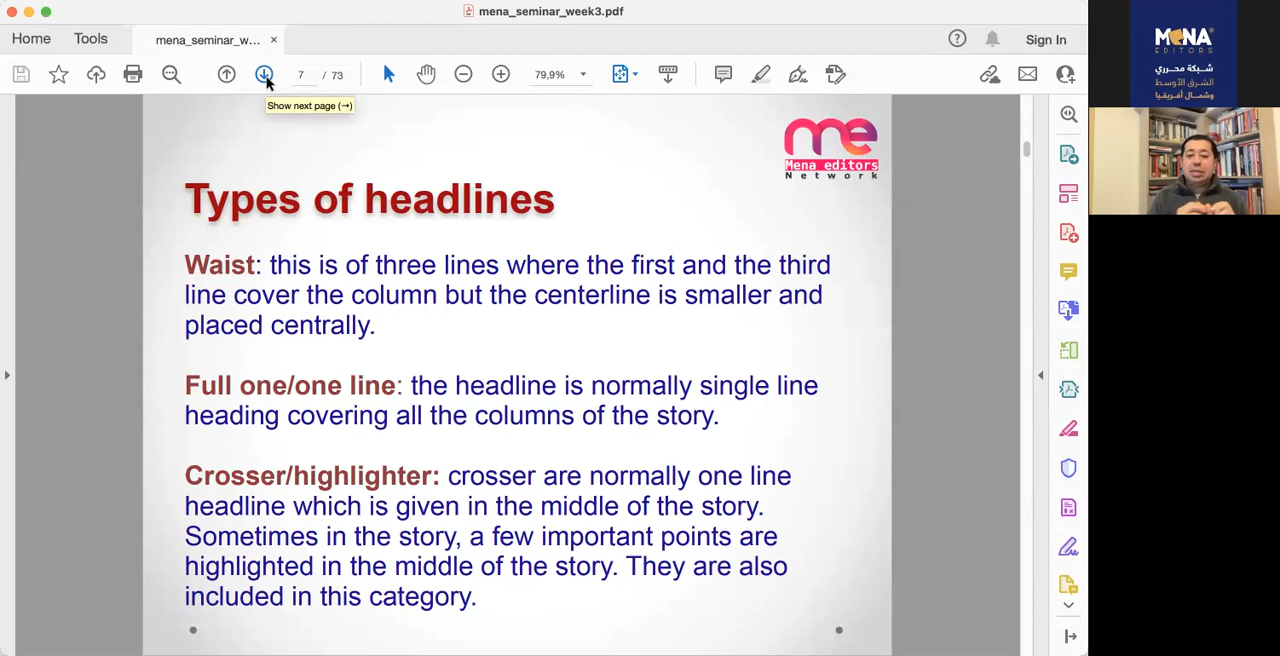 mena_seminar_week3.pdf
Home
Tools
mena_seminar_w...
×
Sign In
7 / 73
79,9%
Show next page (→)
me
Mena editors
Network
Types of headlines
Waist: this is of three lines where the first and the third
line cover the column but the centerline is smaller and
placed centrally.
Full one/one line: the headline is normally single line
heading covering all the columns of the story.
Crosser/highlighter: crosser are normally one line
headline which is given in the middle of the story.
Sometimes in the story, a few important points are
highlighted in the middle of the story. They are also
included in this category.
MENA
EDITORS
شبكة محرري
الشرق الأوسط
وشمال أفريقيا